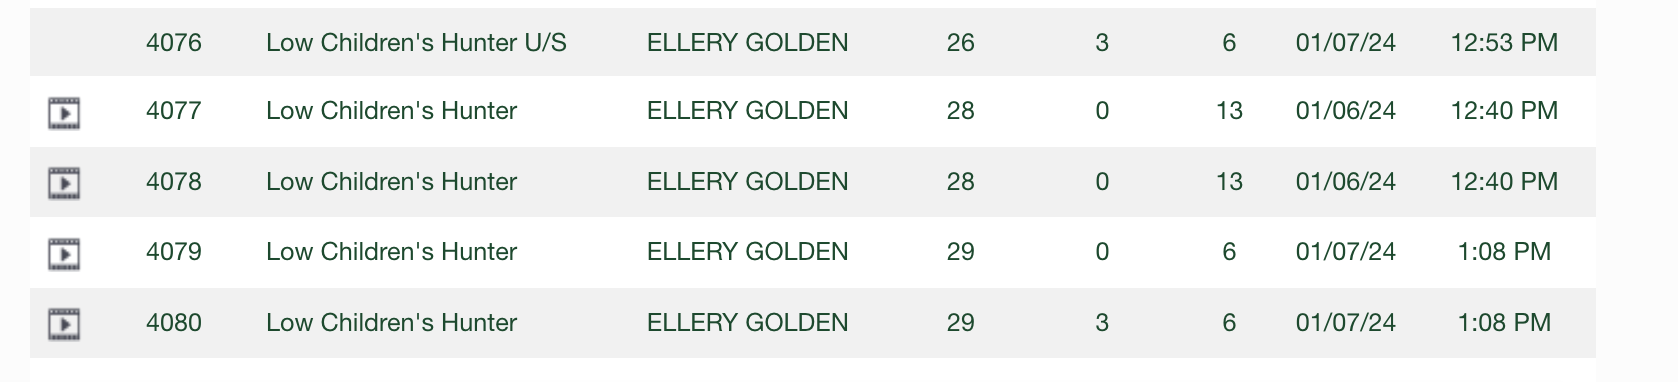 4076 Low Children's Hunter U/S ELLERY GOLDEN 26 3 6 01/07/24 12:53 PM
4077 Low Children's Hunter ELLERY GOLDEN 28 0 13 01/06/24 12:40 PM
4078 Low Children's Hunter ELLERY GOLDEN 28 0 13 01/06/24 12:40 PM
4079 Low Children's Hunter ELLERY GOLDEN 29 0 6 01/07/24 1:08 PM
4080 Low Children's Hunter ELLERY GOLDEN 29 3 6 01/07/24 1:08 PM